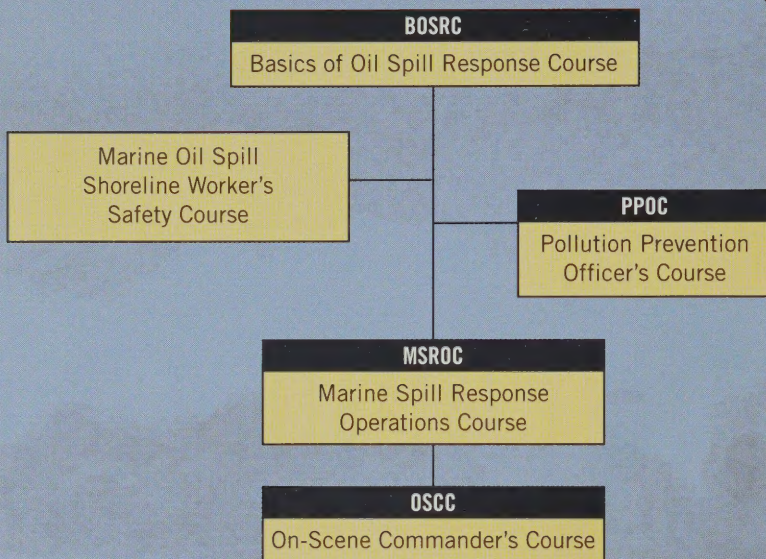 BOSRC
Basics of Oil Spill Response Course
Marine Oil Spill
Shoreline Worker's
Safety Course
PPOC
Pollution Prevention
Officer's Course
MSROC
Marine Spill Response
Operations Course
OSCC
On-Scene Commander's Course